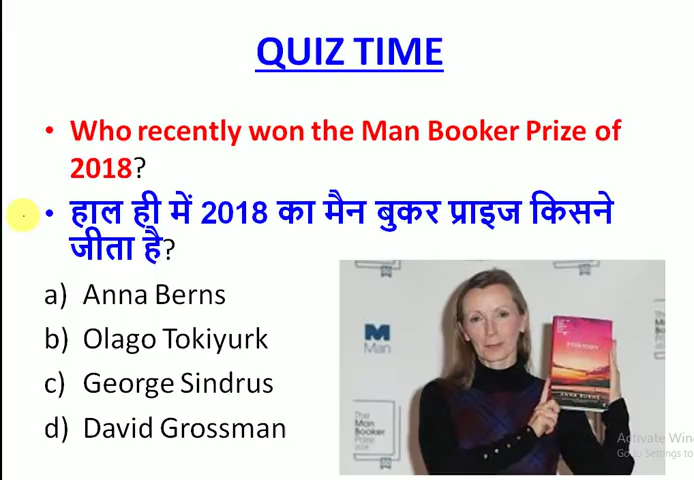 QUIZ TIME
• Who recently won the Man Booker Prize of
2018?
• हाल ही में 2018 का मैन बुकर प्राइज किसने
जीता है?
a) Anna Berns
b) Olago Tokiyurk
c) George Sindrus
d) David Grossman
M
Man
Milkman
ANNA BURNS
The
Man
Booker
Prize
2018
Activate Win
Go to Settings to